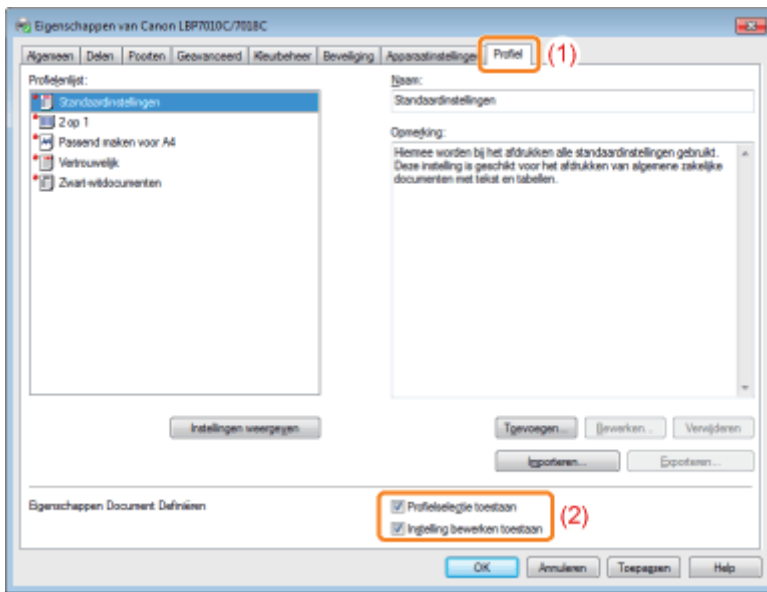 Eigenschappen van Canon LBP7010C/7018C
Algemeen Delen Poorten Geavanceerd Kleurbeheer Beveiliging Apparaatinstellingen Profiel (1)
Profielenlijst:
Standaardinstellingen
2 op 1
Passend maken voor A4
Vertrouwelijk
Zwart-witdocumenten
Naam:
Standaardinstellingen
Opmerking:
Hiermee worden bij het afdrukken alle standaardinstellingen gebruikt.
Deze instelling is geschikt voor het afdrukken van algemene zakelijke
documenten met tekst en tabellen.
Instellingen weergeven
Toevoegen... Bewerken... Verwijderen
Importeren... Exporteren...
Eigenschappen Document Definiëren
Profielselectie toestaan
Instelling bewerken toestaan
(2)
OK Annuleren Toepassen Help